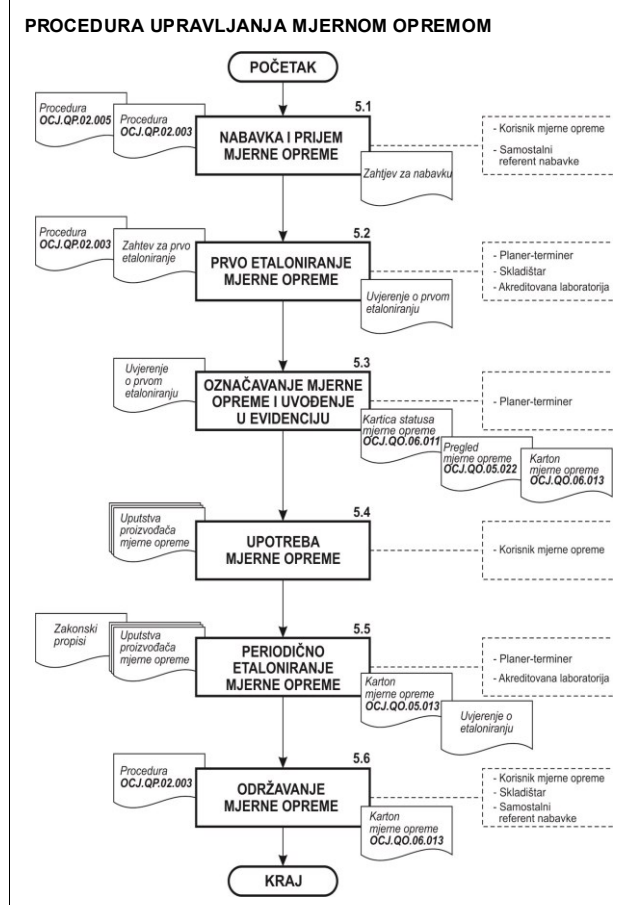 PROCEDURA UPRAVLJANJA MJERNOM OPREMOM
POČETAK
5.1
Procedura
OCJ.QP.02.005
Procedura
OCJ.QP.02.003
NABAVKA I PRIJEM
MJERNE OPREME
Zahtjev za nabavku
- Korisnik mjerne opreme
- Samostalni
referent nabavke
5.2
Procedura
OCJ.QP.02.003
Zahtev za prvo
etaloniranje
PRVO ETALONIRANJE
MJERNE OPREME
Uvjerenje o prvom
etaloniranju
- Planer-terminer
- Skladištar
- Akreditovana laboratorija
5.3
Uvjerenje
o prvom
etaloniranju
OZNAČAVANJE MJERNE
OPREME I UVOĐENJE
U EVIDENCIJU
Kartica statusa
mjerne opreme
OCJ.QO.06.011
Pregled
mjerne opreme
OCJ.QO.05.022
Karton
mjerne opreme
OCJ.QO.06.013
- Planer-terminer
5.4
Uputstva
proizvođača
mjerne opreme
UPOTREBA
MJERNE OPREME
- Korisnik mjerne opreme
5.5
Zakonski
propisi
Uputstva
proizvođača
mjerne opreme
PERIODIČNO
ETALONIRANJE
MJERNE OPREME
Karton
mjerne opreme
OCJ.QO.05.013
Uvjerenje o
etaloniranju
- Planer-terminer
- Akreditovana laboratorija
5.6
Procedura
OCJ.QP.02.003
ODRŽAVANJE
MJERNE OPREME
Karton
mjerne opreme
OCJ.QO.06.013
- Korisnik mjerne opreme
- Skladištar
- Samostalni
referent nabavke
KRAJ